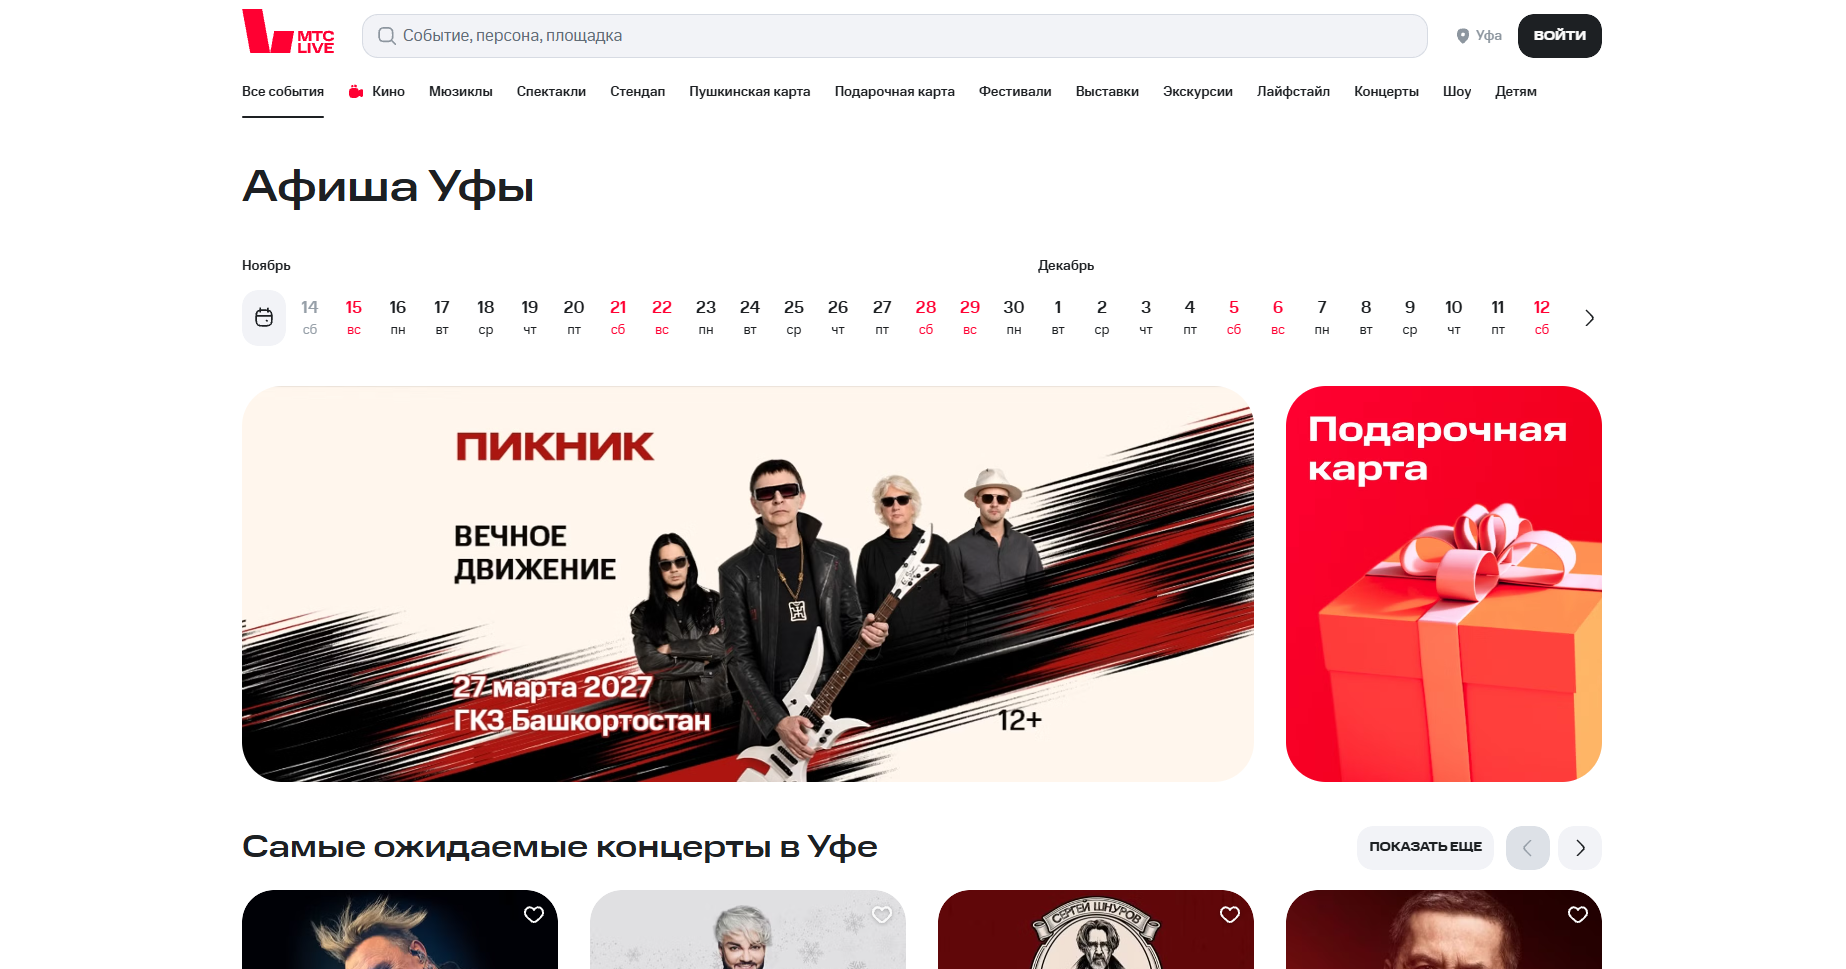 МТС
LIVE
Событие, персона, площадка
Уфа
ВОЙТИ
Все события
Кино
Мюзиклы
Спектакли
Стендап
Пушкинская карта
Подарочная карта
Фестивали
Выставки
Экскурсии
Лайфстайл
Концерты
Шоу
Детям
Афиша Уфы
Ноябрь
Декабрь
14 15 16 17 18 19 20 21 22 23 24 25 26 27 28 29 30 1 2 3 4 5 6 7 8 9 10 11 12
сб вс пн вт ср чт пт сб вс пн вт ср чт пт сб вс пн вт ср чт пт сб вс пн вт ср чт пт сб
ПИКНИК
ВЕЧНОЕ
ДВИЖЕНИЕ
27 марта 2027
ГКЗ Башкортостан
12+
Подарочная
карта
Самые ожидаемые концерты в Уфе
ПОКАЗАТЬ ЕЩЕ
СЕРГЕЙ ШНУРОВ